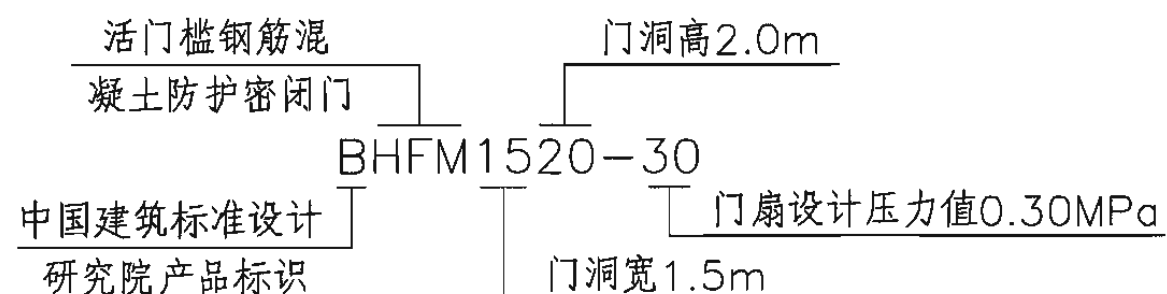 活门槛钢筋混
凝土防护密闭门
门洞高2.0m
BHFM1520-30
中国建筑标准设计
研究院产品标识
门洞宽1.5m
门扇设计压力值0.30MPa